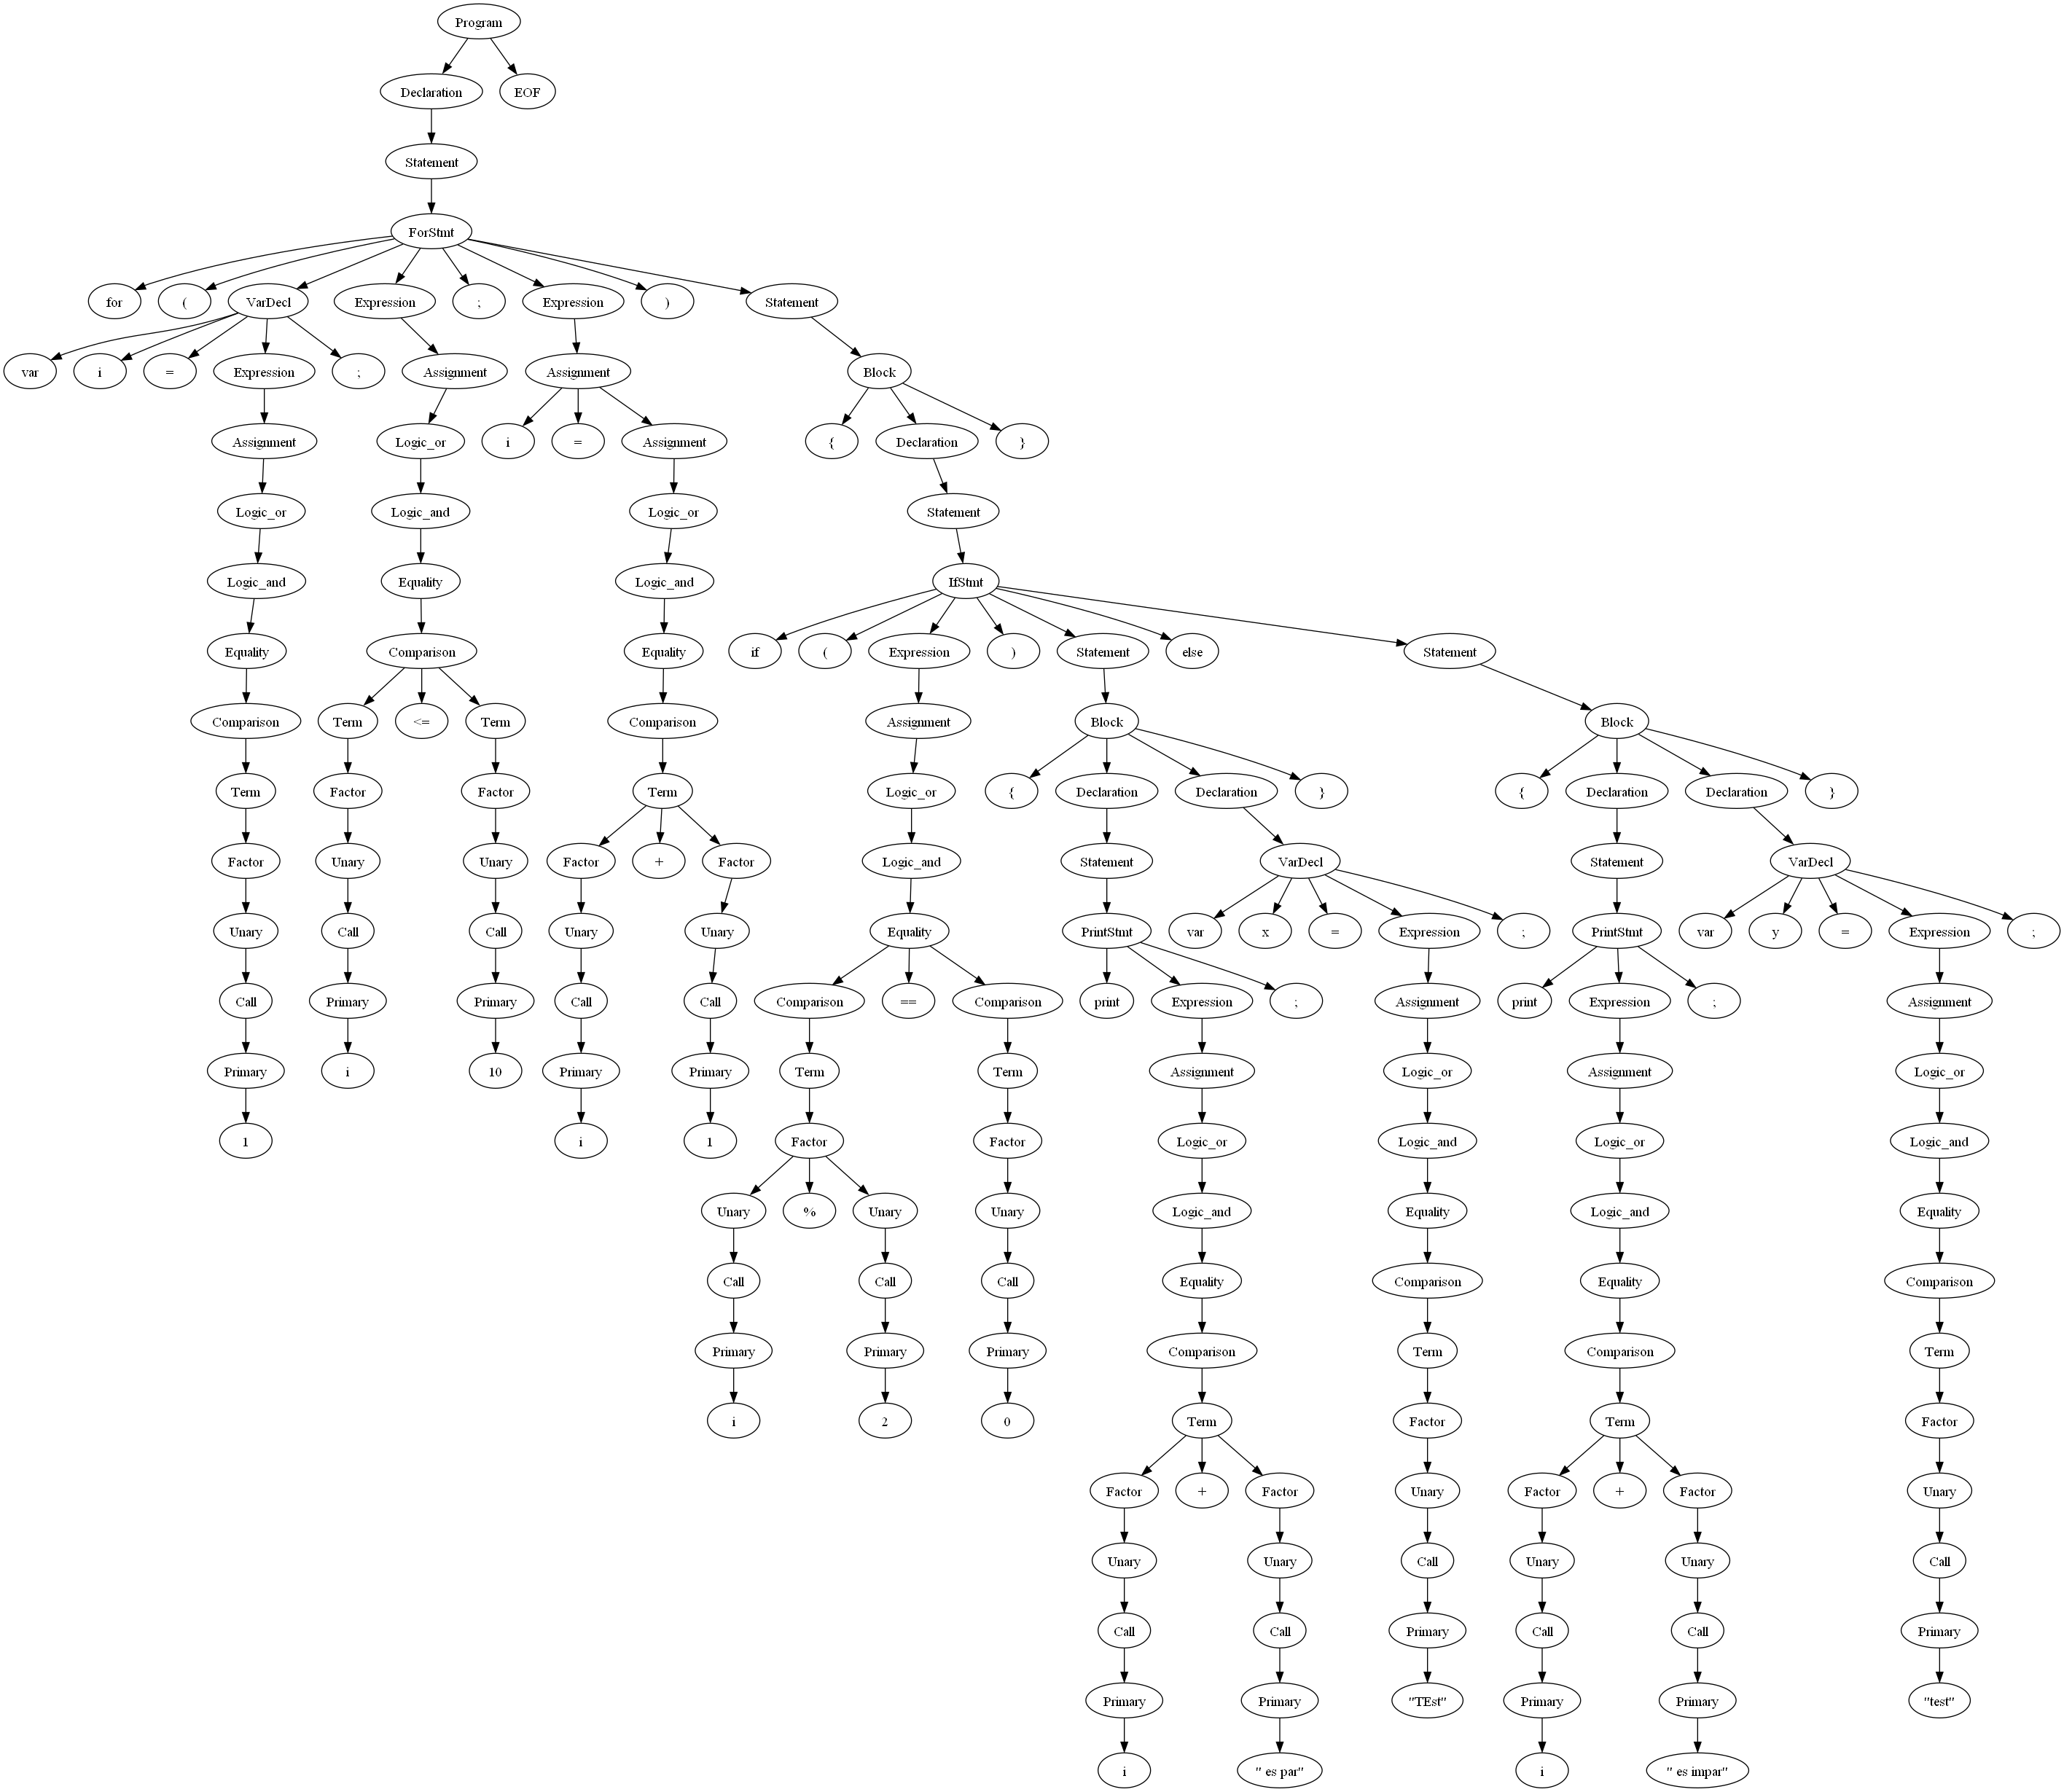 Program
Declaration EOF
Statement
ForStmt
for ( VarDecl Expression ; Expression ) Statement
var i = Expression ; Assignment Assignment Block
Assignment Logic_or i = Assignment { Declaration }
Logic_or Logic_and Logic_or Statement
Logic_and Equality Logic_and IfStmt
Equality Comparison Equality if ( Expression ) Statement else Statement
Comparison Term <= Term Comparison Assignment Block Block
Term Factor Factor Term Logic_or { Declaration Declaration } { Declaration Declaration }
Factor Unary Unary Factor + Factor Logic_and Statement VarDecl Statement VarDecl
Unary Call Call Unary Unary Equality PrintStmt var x = Expression ; PrintStmt var y = Expression ;
Call Primary Primary Call Call Comparison == Comparison print Expression ; Assignment print Expression ; Assignment
Primary i 10 Primary Primary Term Term Assignment Logic_or Assignment Logic_or
1 i 1 Factor Factor Logic_or Logic_and Logic_or Logic_and
Unary % Unary Unary Logic_and Equality Logic_and Equality
Call Call Call Equality Comparison Equality Comparison
Primary Primary Primary Comparison Term Comparison Term
i 2 0 Term Factor Term Factor
Factor + Factor Unary Factor + Factor Unary
Unary Unary Call Unary Unary Call
Call Call Primary Call Call Primary
Primary Primary "TEst" Primary Primary "test"
i " es par" i " es impar"